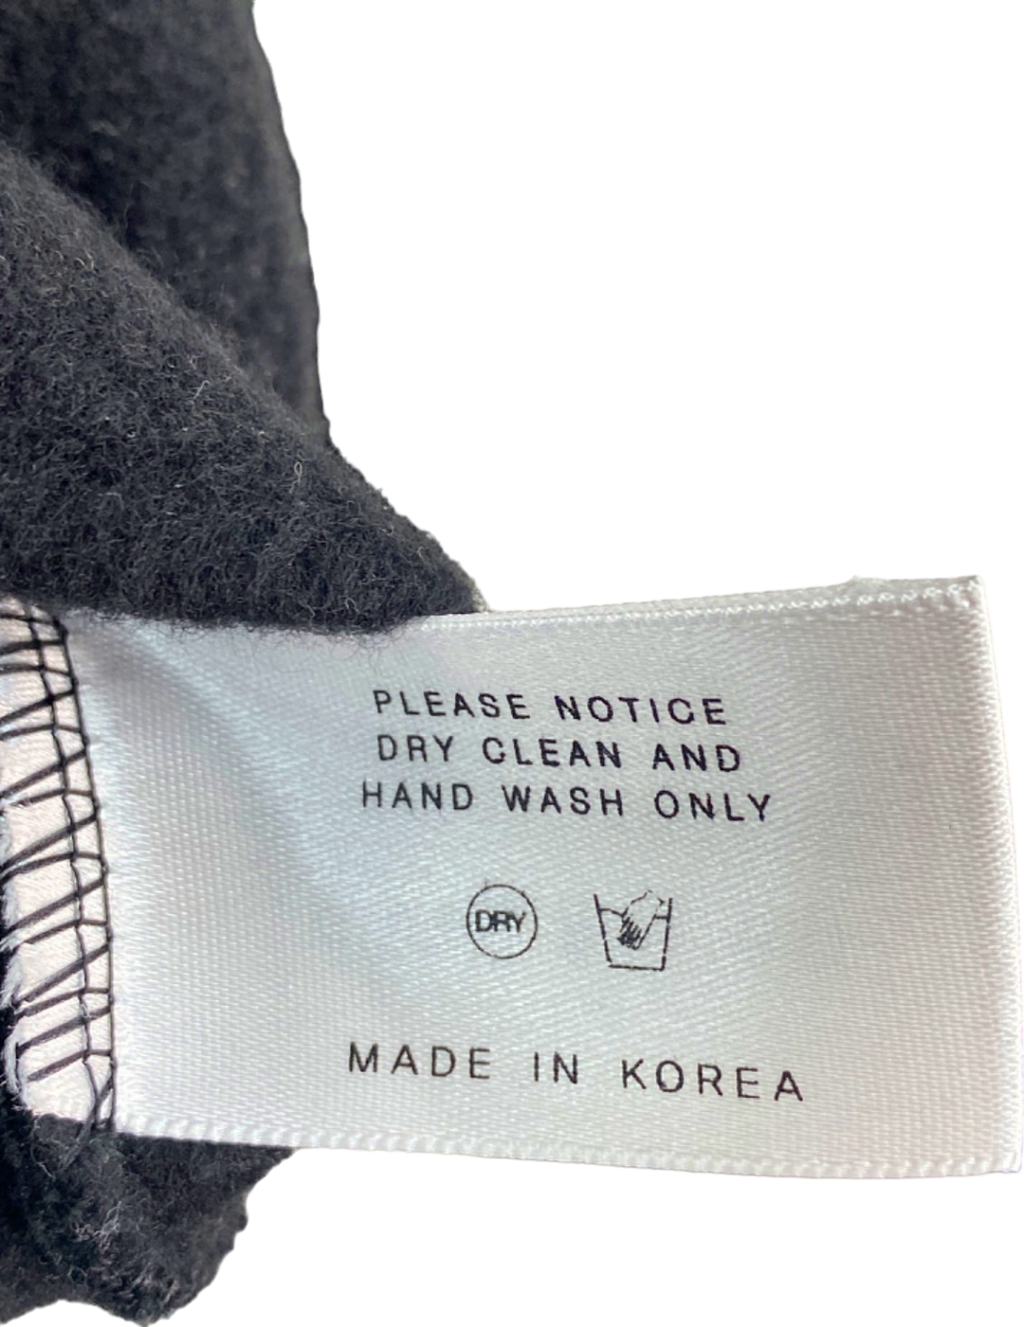 PLEASE NOTICE
DRY CLEAN AND
HAND WASH ONLY
DRY
MADE IN KOREA